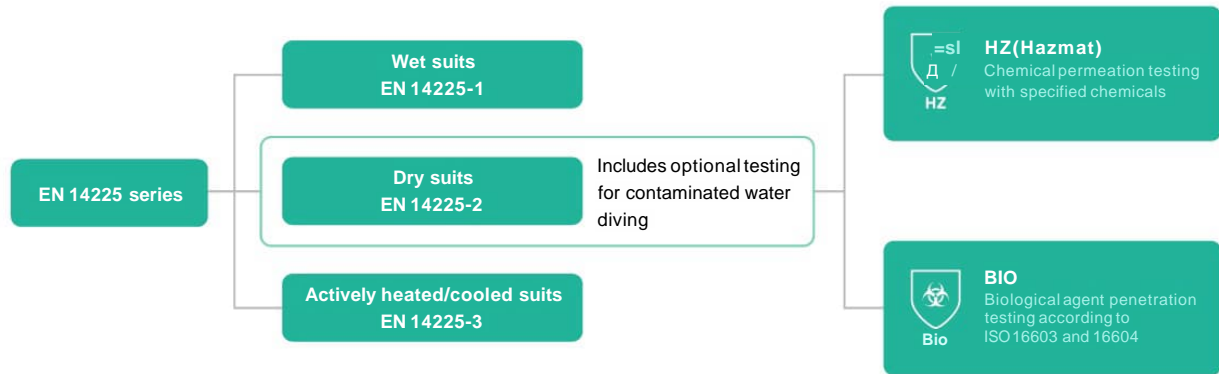 EN 14225 series
Wet suits
EN 14225-1
Dry suits
EN 14225-2
Includes optional testing
for contaminated water
diving
Actively heated/cooled suits
EN 14225-3
=sl
Д /
HZ
HZ(Hazmat)
Chemical permeation testing
with specified chemicals
Bio
BIO
Biological agent penetration
testing according to
ISO16603 and 16604